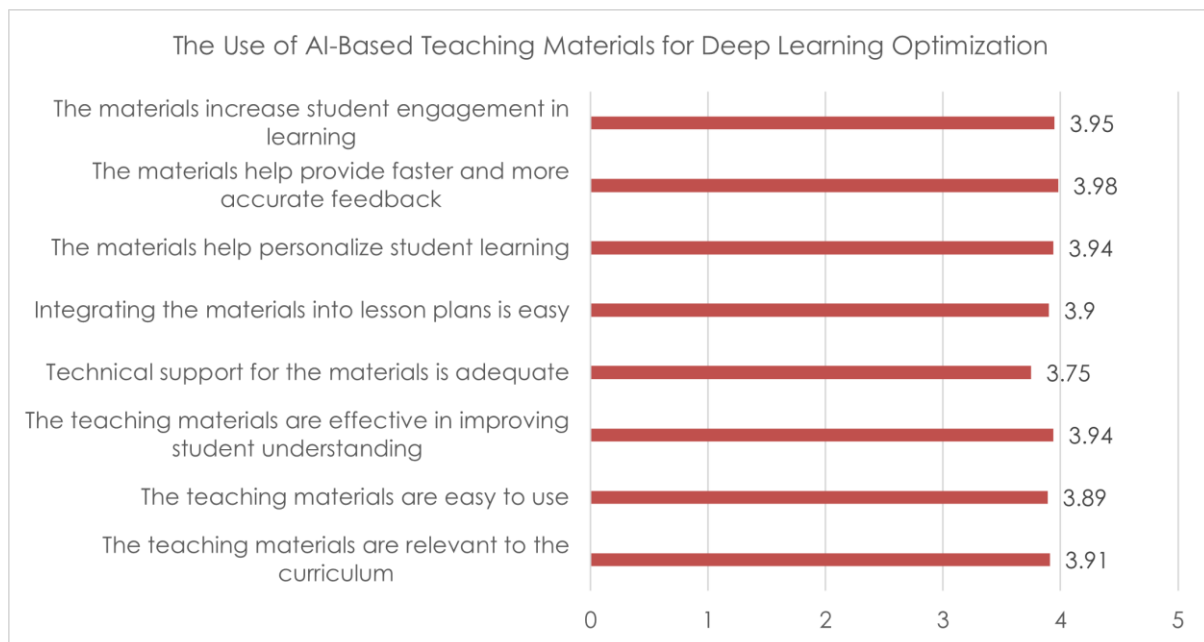 The Use of AI-Based Teaching Materials for Deep Learning Optimization
The materials increase student engagement in
learning
3.95
The materials help provide faster and more
accurate feedback
3.98
The materials help personalize student learning
3.94
Integrating the materials into lesson plans is easy
3.9
Technical support for the materials is adequate
3.75
The teaching materials are effective in improving
student understanding
3.94
The teaching materials are easy to use
3.89
The teaching materials are relevant to the
curriculum
3.91
0 1 2 3 4 5